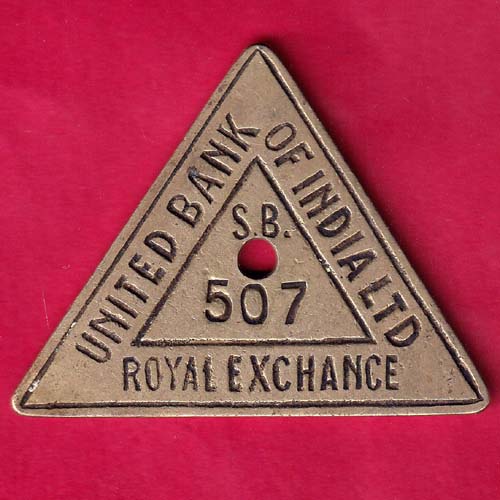 UNITED BANK OF INDIA LTD
S.B.
507
ROYAL EXCHANGE